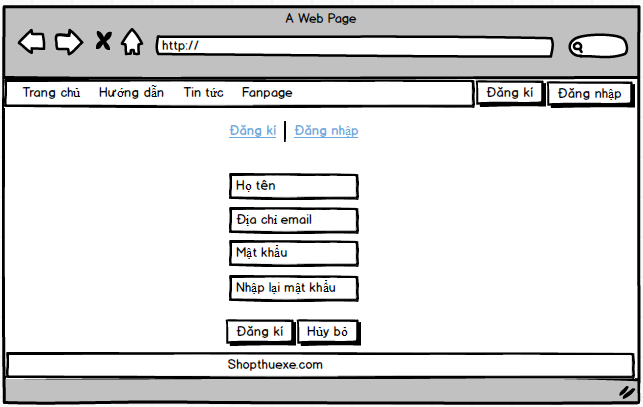 A Web Page
http://
Trang chủ Hướng dẫn Tin tức Fanpage Đăng kí Đăng nhập
Đăng kí Đăng nhập
Họ tên
Địa chỉ email
Mật khẩu
Nhập lại mật khẩu
Đăng kí Hủy bỏ
Shopthuexe.com